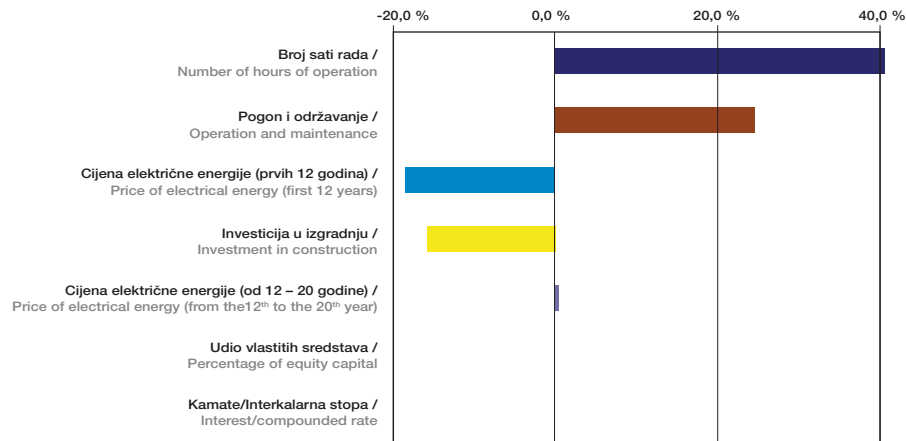 -20,0 % 0,0 % 20,0 % 40,0 %
Broj sati rada /
Number of hours of operation
Pogon i održavanje /
Operation and maintenance
Cijena električne energije (prvih 12 godina) /
Price of electrical energy (first 12 years)
Investicija u izgradnju /
Investment in construction
Cijena električne energije (od 12 – 20 godine) /
Price of electrical energy (from the12th to the 20th year)
Udio vlastitih sredstava /
Percentage of equity capital
Kamate/Interkalarna stopa /
Interest/compounded rate